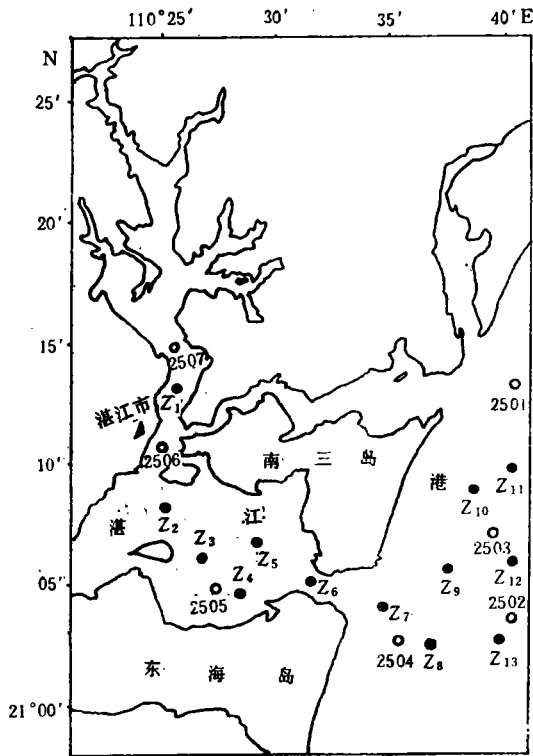 110°25′ 30′ 35′ 40′ E
N
25′
20′
15′
2507
Z₁
湛江市
2506
10′
南三岛
2501
港
Z₁₁
Z₁₀
Z₂
湛
江
Z₃
Z₅
2503
05″
Z₄
2505
Z₆
Z₉
Z₁₂
2502
Z₇
2504
Z₈
Z₁₃
东海岛
21°00′